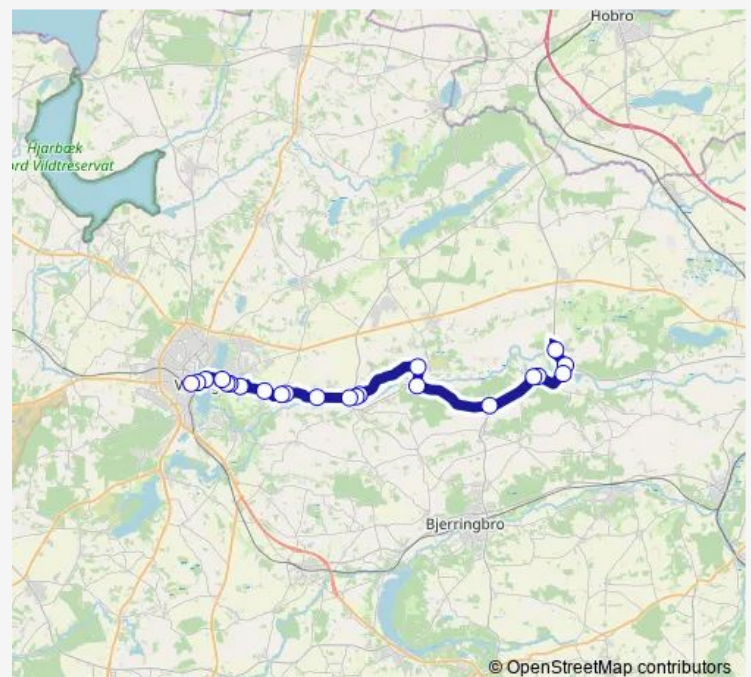 Hobro
Hjarbæk
rd Vildtreservat
Bjerringbro
© OpenStreetMap contributors